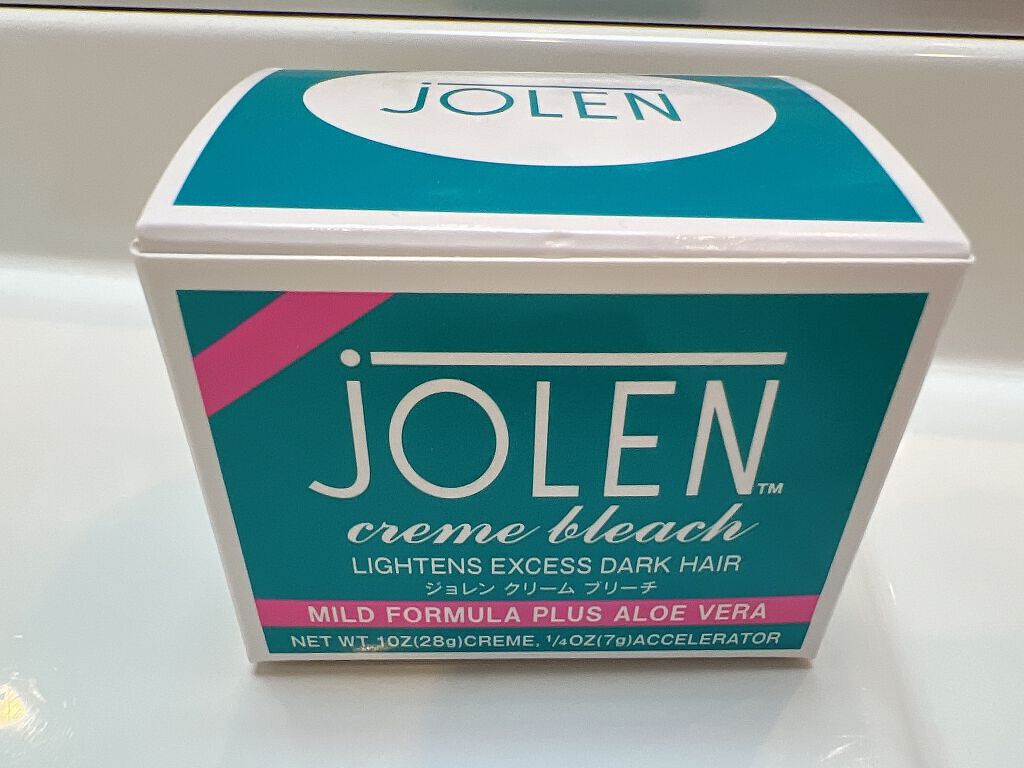 JOLEN
JOLEN™
creme bleach
LIGHTENS EXCESS DARK HAIR
ジョレン クリーム ブリーチ
MILD FORMULA PLUS ALOE VERA
NET WT. 1OZ(28g)CREME, 1/4OZ(7g)ACCELERATOR